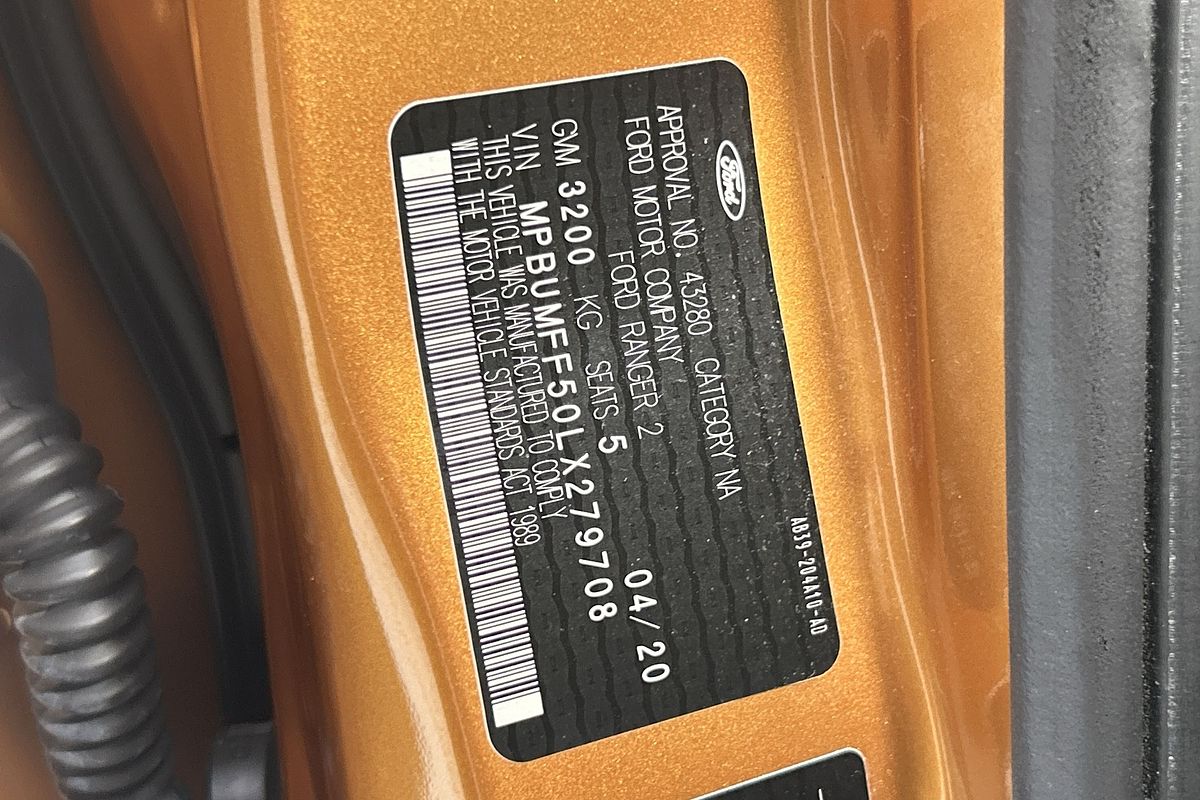 Ford
AB39-204A10-AD
APPROVAL NO. 43280 CATEGORY NA
FORD MOTOR COMPANY
FORD RANGER 2
04/20
GVM 3200 KG SEATS 5
VIN MPBUMFF50LX279708
THIS VEHICLE WAS MANUFACTURED TO COMPLY
WITH THE MOTOR VEHICLE STANDARDS ACT 1989